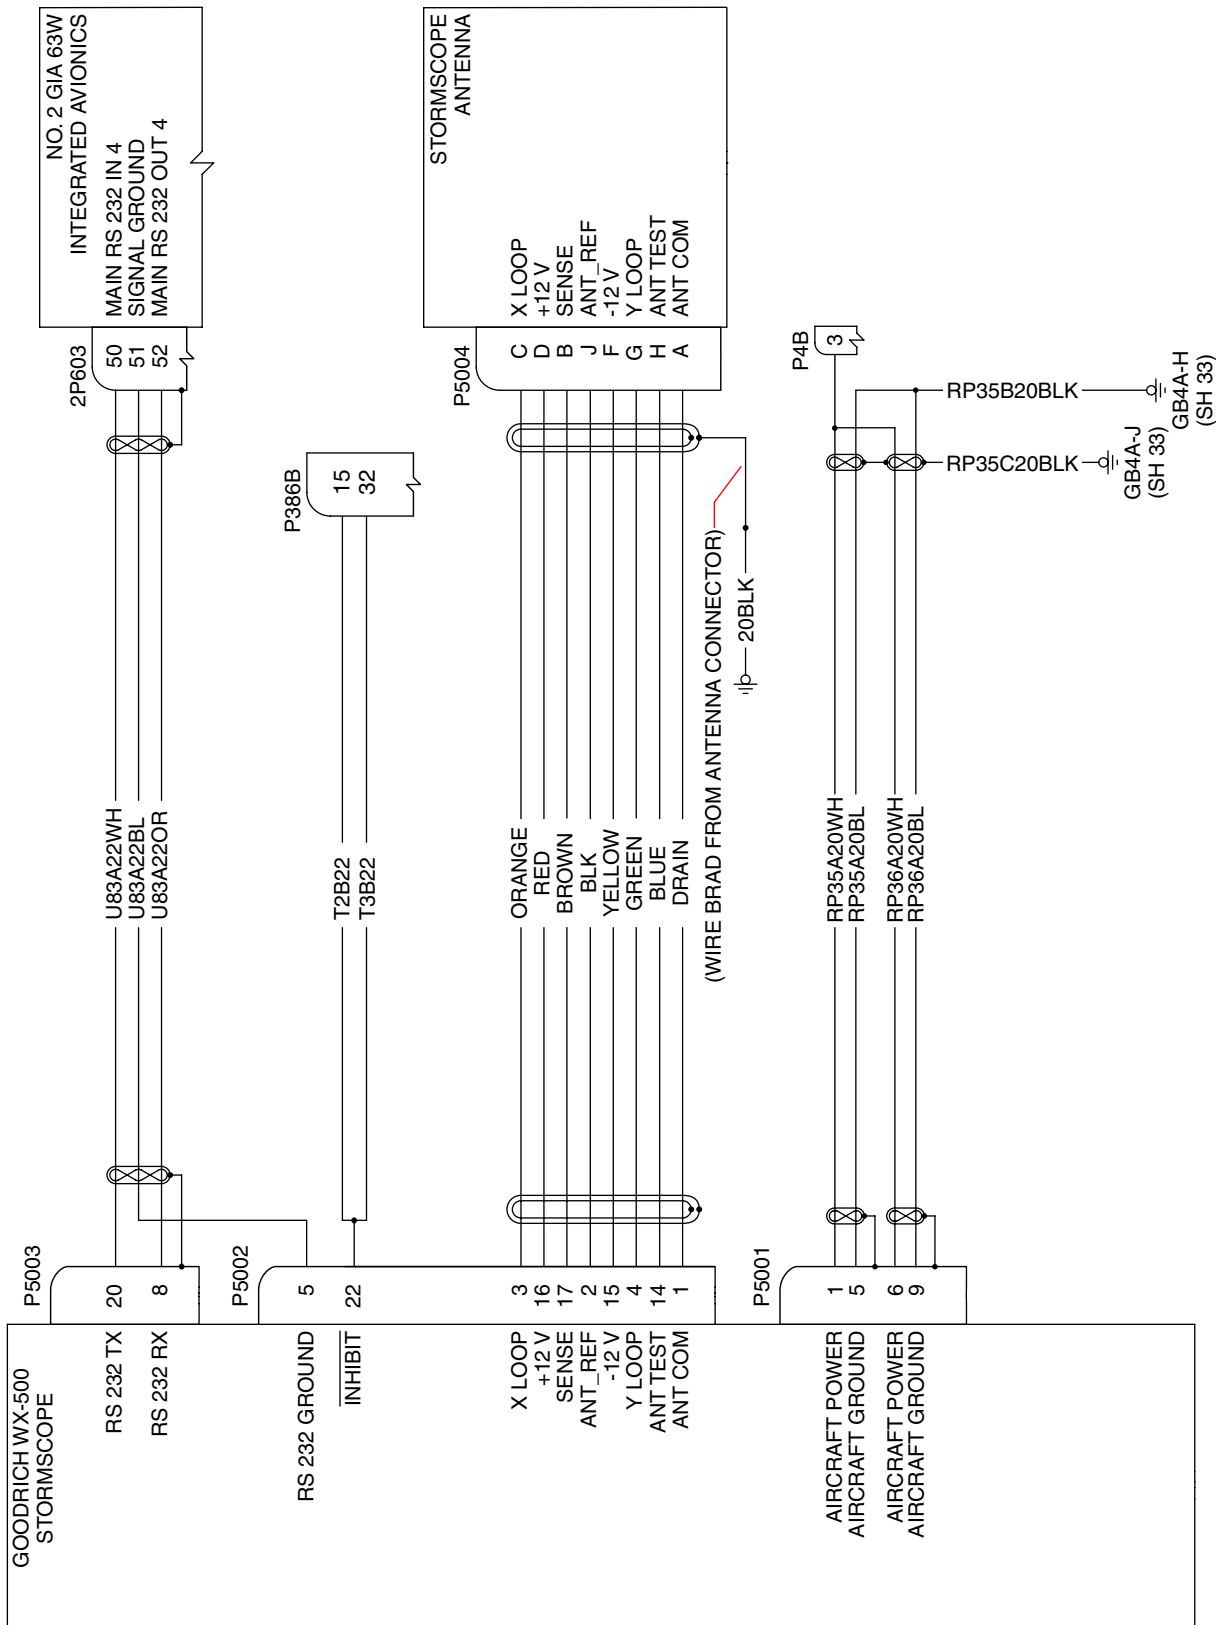 GOODRICH WX-500
STORMSCOPE
P5003
RS 232 TX
20
RS 232 RX
8
P5002
RS 232 GROUND
5
INHIBIT
22
X LOOP
3
+12 V
16
SENSE
17
ANT_REF
2
-12 V
15
Y LOOP
4
ANT TEST
14
ANT COM
1
P5001
AIRCRAFT POWER
1
AIRCRAFT GROUND
5
AIRCRAFT POWER
6
AIRCRAFT GROUND
9
U83A22WH
U83A22BL
U83A22OR
T2B22
T3B22
ORANGE
RED
BROWN
BLK
YELLOW
GREEN
BLUE
DRAIN
(WIRE BRAD FROM ANTENNA CONNECTOR)
20BLK
RP35A20WH
RP35A20BL
RP36A20WH
RP36A20BL
2P603
50
51
52
NO. 2 GIA 63W
INTEGRATED AVIONICS
MAIN RS 232 IN 4
SIGNAL GROUND
MAIN RS 232 OUT 4
P386B
15
32
P5004
C
D
B
J
F
G
H
A
STORMSCOPE
ANTENNA
X LOOP
+12 V
SENSE
ANT_REF
-12 V
Y LOOP
ANT TEST
ANT COM
P4B
3
RP35B20BLK
GB4A-H
(SH 33)
RP35C20BLK
GB4A-J
(SH 33)